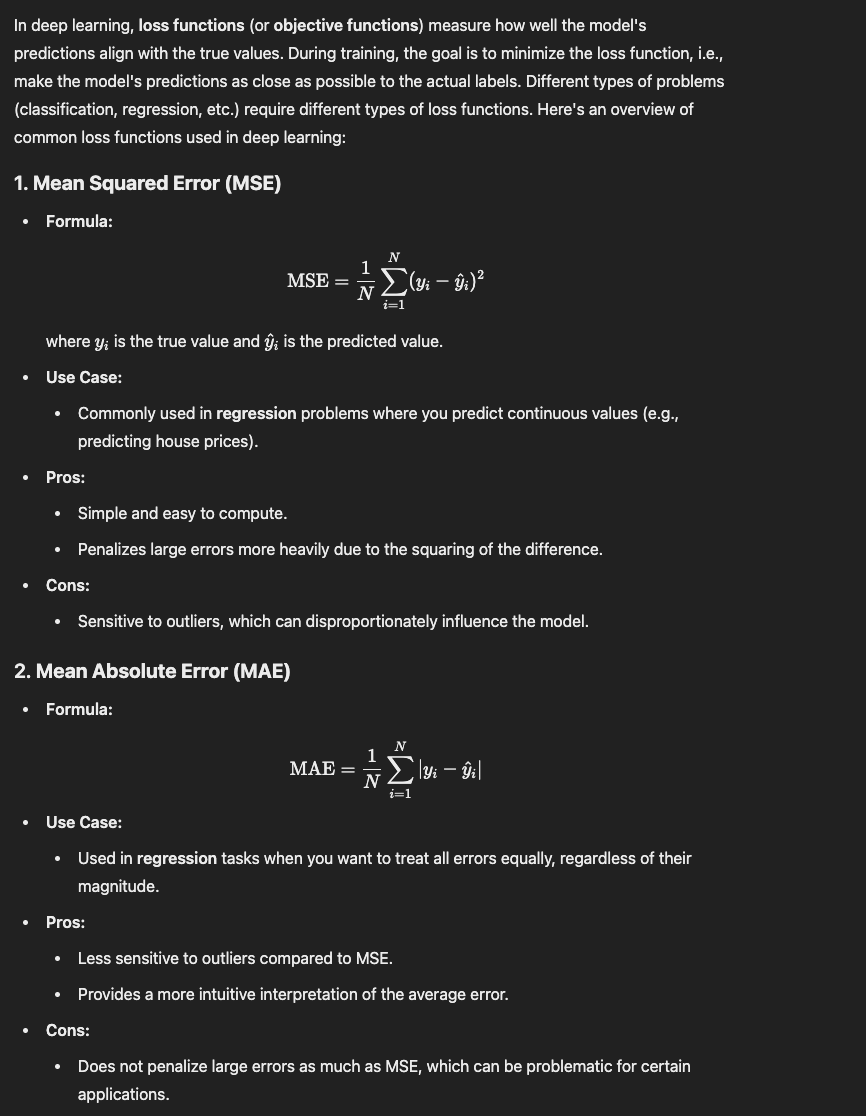 In deep learning, loss functions (or objective functions) measure how well the model's
predictions align with the true values. During training, the goal is to minimize the loss function, i.e.,
make the model's predictions as close as possible to the actual labels. Different types of problems
(classification, regression, etc.) require different types of loss functions. Here's an overview of
common loss functions used in deep learning:
1. Mean Squared Error (MSE)
• Formula:
MSE = \frac{1}{N} \sum_{i=1}^{N} (y_i - \hat{y}_i)^2
where y_i is the true value and \hat{y}_i is the predicted value.
• Use Case:
• Commonly used in regression problems where you predict continuous values (e.g.,
predicting house prices).
• Pros:
• Simple and easy to compute.
• Penalizes large errors more heavily due to the squaring of the difference.
• Cons:
• Sensitive to outliers, which can disproportionately influence the model.
2. Mean Absolute Error (MAE)
• Formula:
MAE = \frac{1}{N} \sum_{i=1}^{N} |y_i - \hat{y}_i|
• Use Case:
• Used in regression tasks when you want to treat all errors equally, regardless of their
magnitude.
• Pros:
• Less sensitive to outliers compared to MSE.
• Provides a more intuitive interpretation of the average error.
• Cons:
• Does not penalize large errors as much as MSE, which can be problematic for certain
applications.